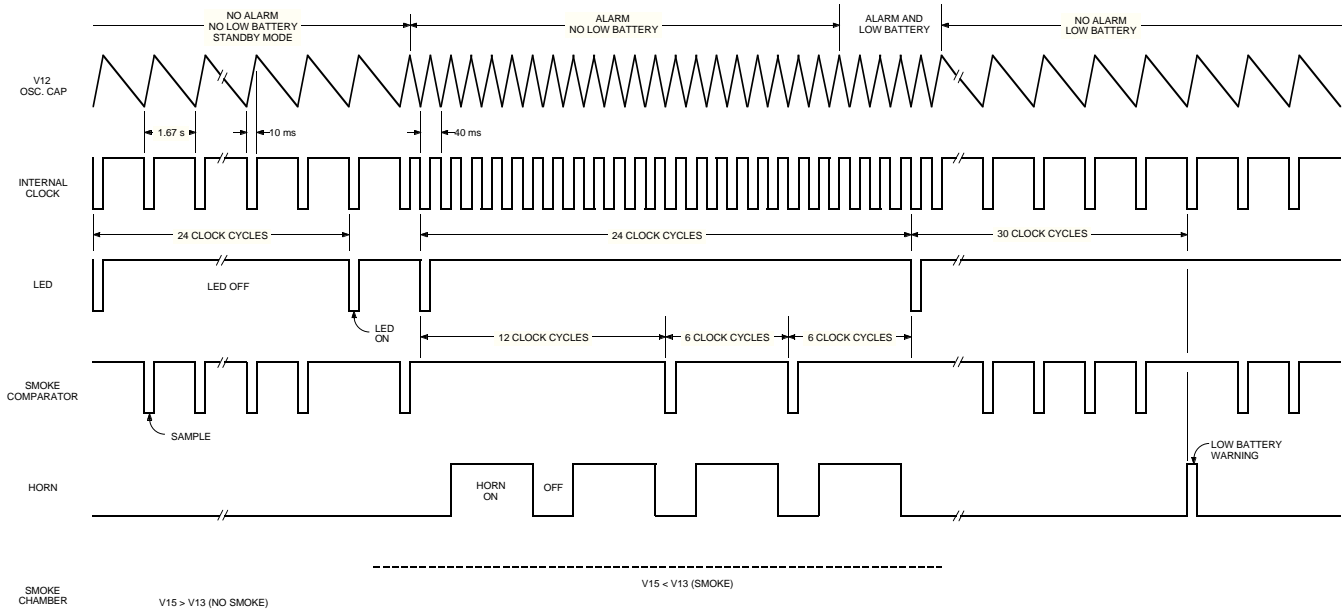 NO ALARM
NO LOW BATTERY
STANDBY MODE
ALARM
NO LOW BATTERY
ALARM AND
LOW BATTERY
NO ALARM
LOW BATTERY
V12
OSC. CAP
1.67 s
10 ms
40 ms
INTERNAL
CLOCK
24 CLOCK CYCLES
24 CLOCK CYCLES
30 CLOCK CYCLES
LED
LED OFF
LED
ON
12 CLOCK CYCLES
6 CLOCK CYCLES
6 CLOCK CYCLES
SMOKE
COMPARATOR
SAMPLE
LOW BATTERY
WARNING
HORN
HORN
ON
OFF
V15 < V13 (SMOKE)
SMOKE
CHAMBER
V15 > V13 (NO SMOKE)